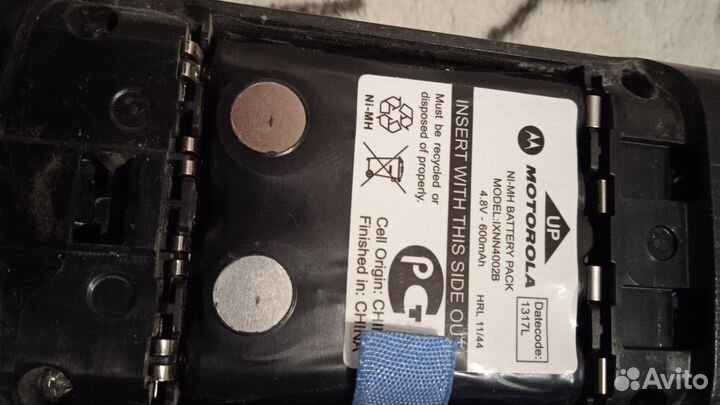 UP
MOTOROLA
NI-MH BATTERY PACK
MODEL:IXNN4002B
4.8V - 600mAh
Datecode:
1317L
HRL 11/44
INSERT WITH THIS SIDE OUT
Must be recycled or
disposed of properly.
Ni-MH
PG
Cell Origin: CHI
Finished in: CHINA
Avito